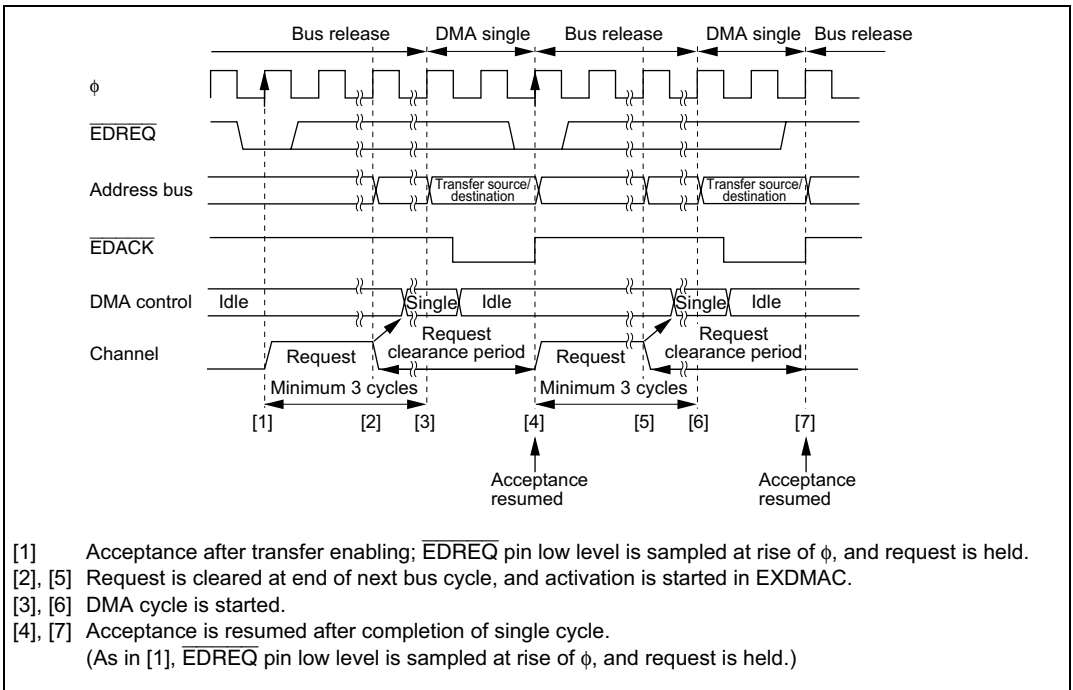 Bus release DMA single Bus release DMA single Bus release
ϕ
EDREQ
Address bus Transfer source/ destination Transfer source/ destination
EDACK
DMA control Idle Single Idle Single Idle
Channel Request Request clearance period Request Request clearance period
Minimum 3 cycles Minimum 3 cycles
[1] [2] [3] [4] [5] [6] [7]
Acceptance resumed Acceptance resumed
[1] Acceptance after transfer enabling; EDREQ pin low level is sampled at rise of ϕ, and request is held.
[2], [5] Request is cleared at end of next bus cycle, and activation is started in EXDMAC.
[3], [6] DMA cycle is started.
[4], [7] Acceptance is resumed after completion of single cycle.
(As in [1], EDREQ pin low level is sampled at rise of ϕ, and request is held.)